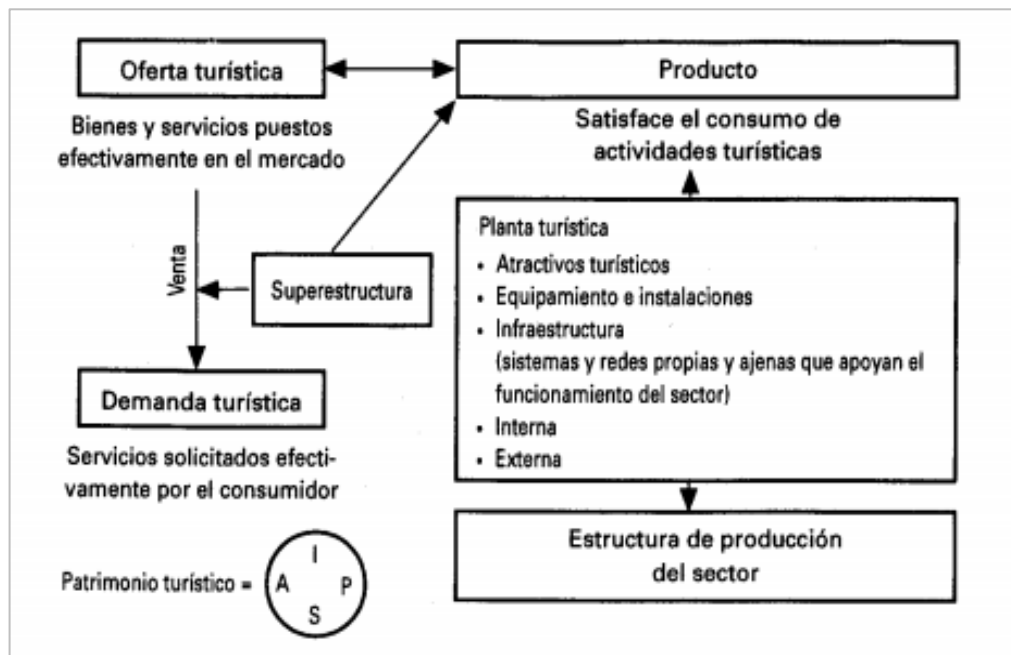 Oferta turística
Producto
Bienes y servicios puestos
efectivamente en el mercado
Satisface el consumo de
actividades turísticas
Venta
Superestructura
Planta turística
• Atractivos turísticos
• Equipamiento e instalaciones
• Infraestructura
(sistemas y redes propias y ajenas que apoyan el
funcionamiento del sector)
• Interna
• Externa
Demanda turística
Servicios solicitados efecti-
vamente por el consumidor
Estructura de producción
del sector
Patrimonio turístico =
I
A P
S